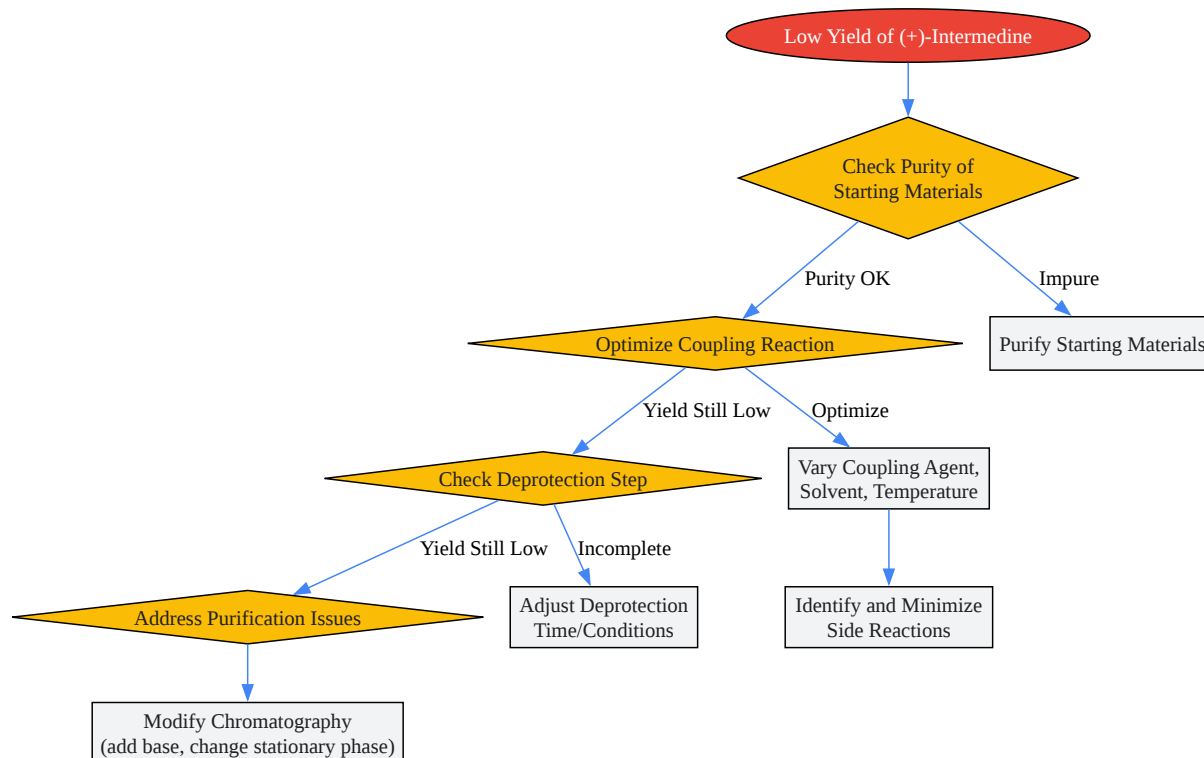 Low Yield of (+)-Intermedine
Check Purity of
Starting Materials
Purity OK
Impure
Optimize Coupling Reaction
Purify Starting Materials
Yield Still Low
Optimize
Check Deprotection Step
Vary Coupling Agent,
Solvent, Temperature
Yield Still Low
Incomplete
Address Purification Issues
Adjust Deprotection
Time/Conditions
Identify and Minimize
Side Reactions
Modify Chromatography
(add base, change stationary phase)